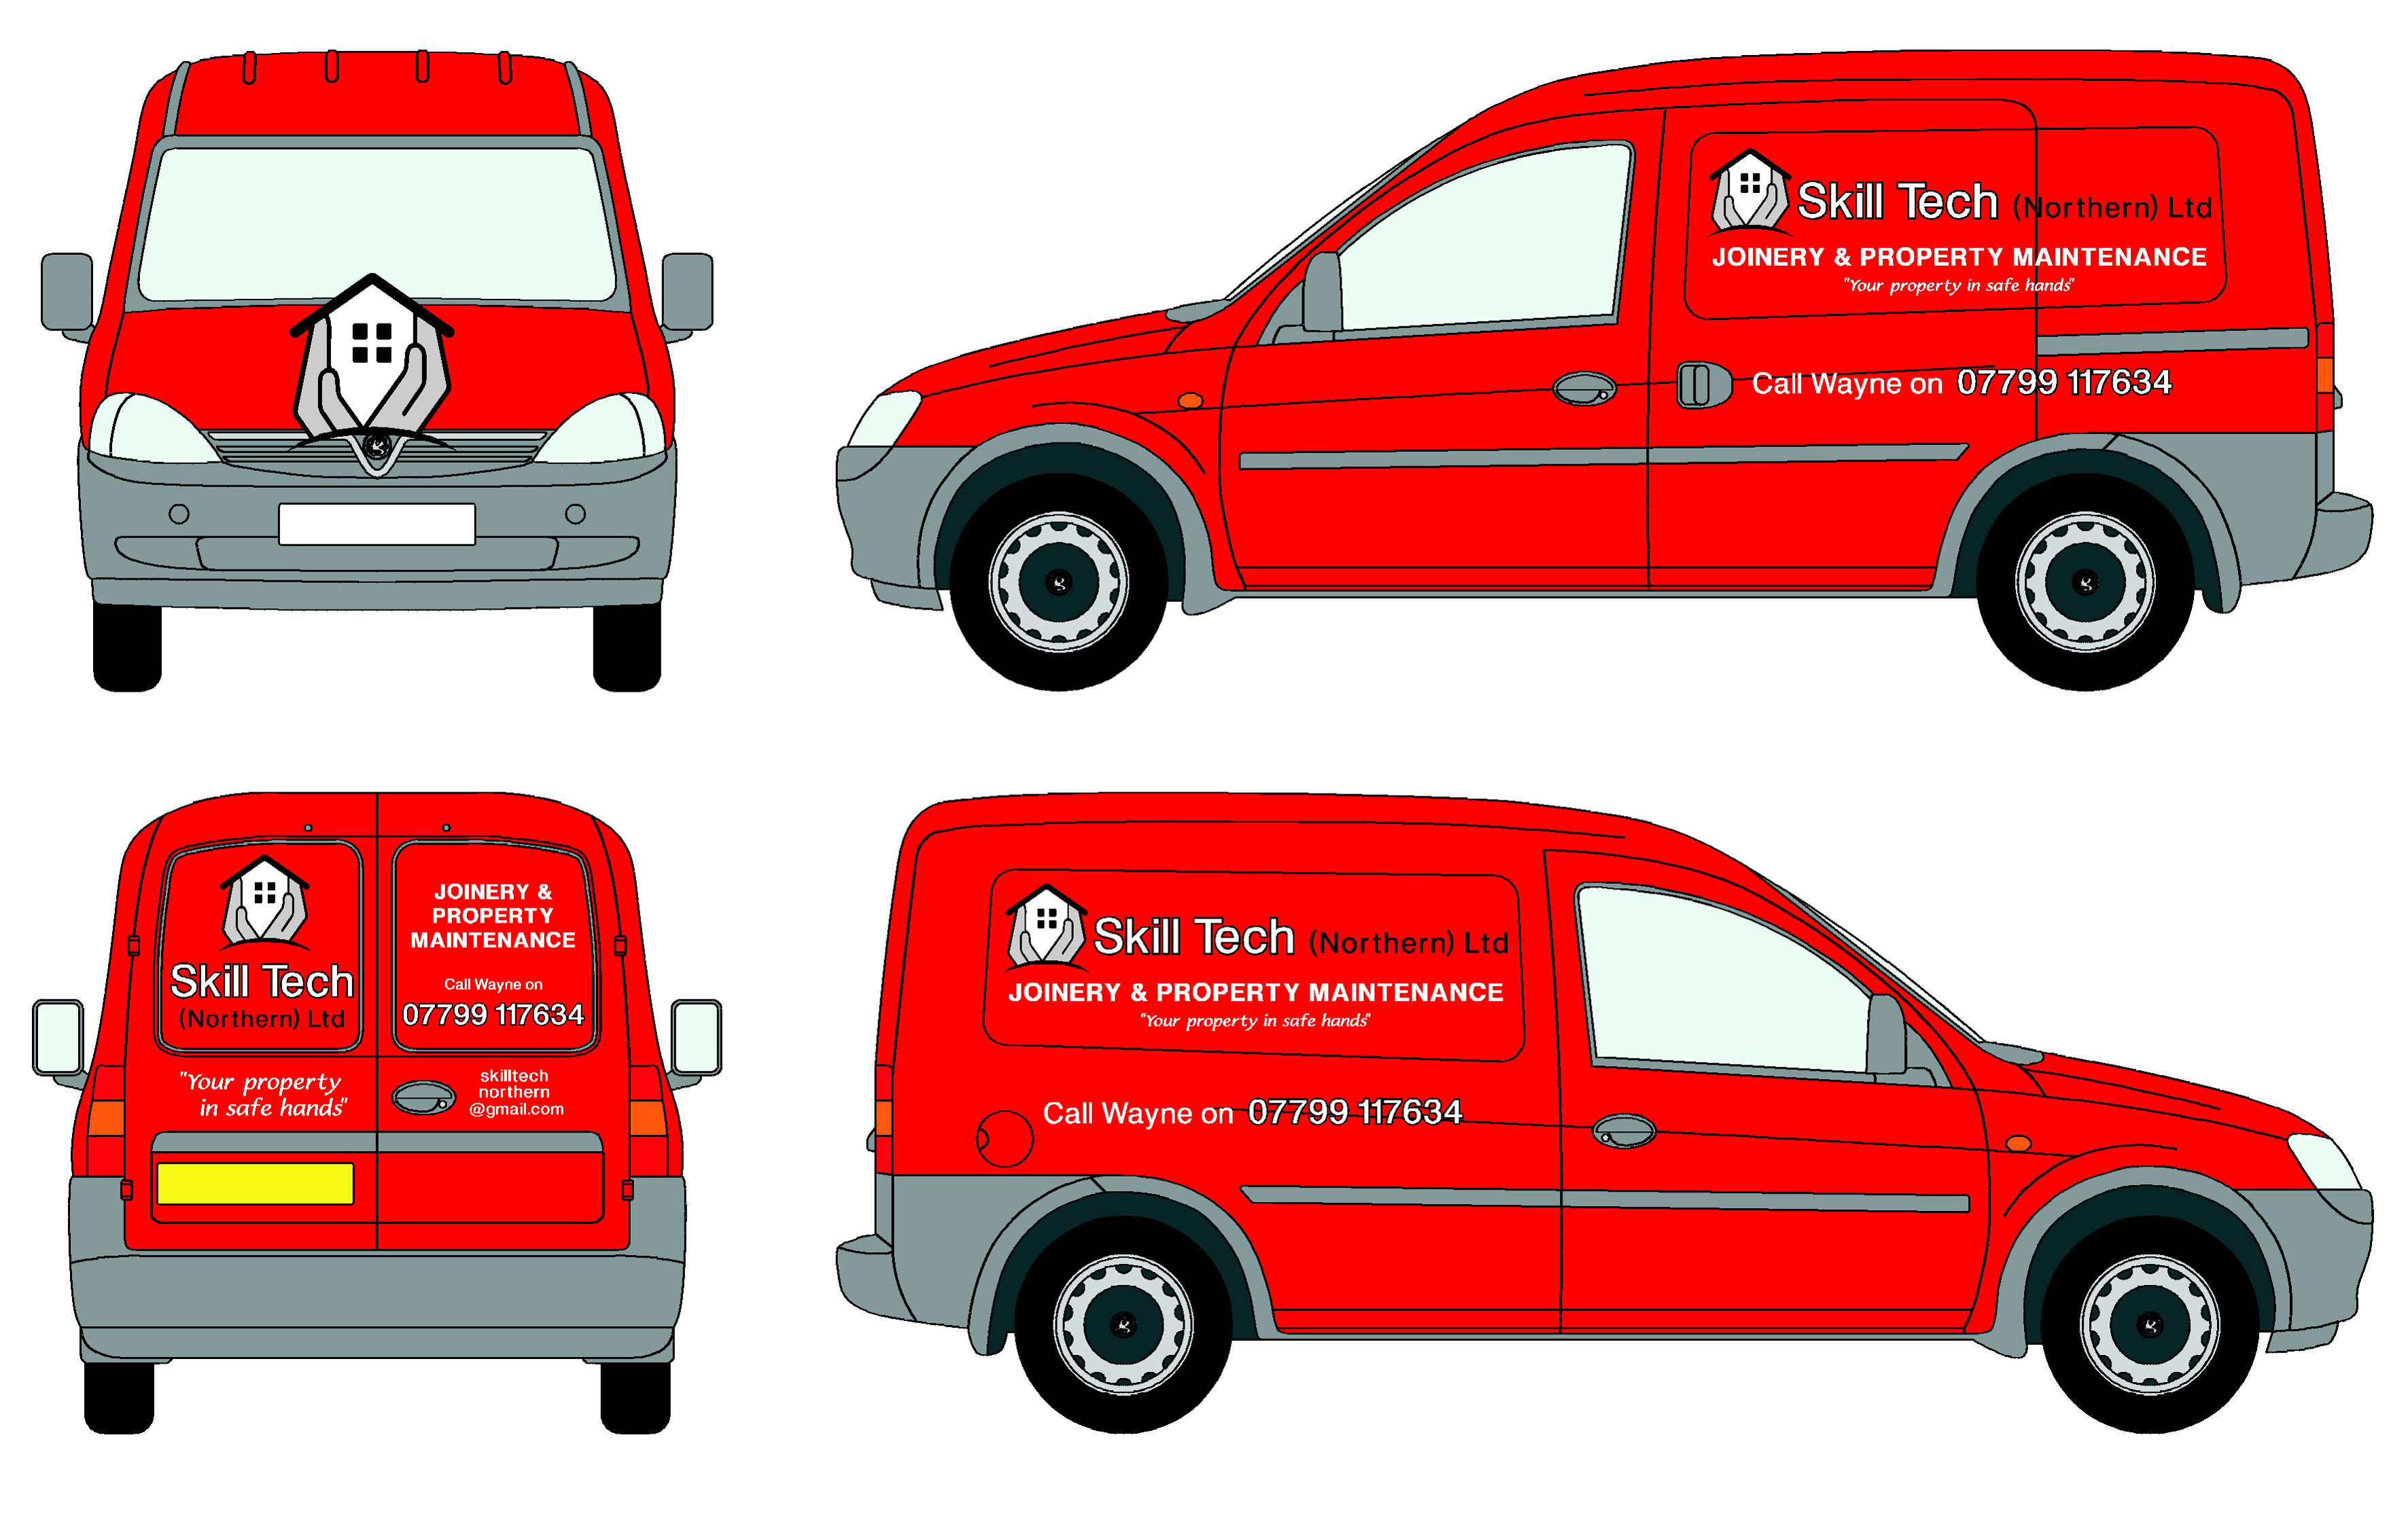 Skill Tech (Northern) Ltd
JOINERY & PROPERTY MAINTENANCE
"Your property in safe hands"
Call Wayne on 07799 117634
Skill Tech
(Northern) Ltd
"Your property
in safe hands"
JOINERY &
PROPERTY
MAINTENANCE
Call Wayne on
07799 117634
skilltech
northern
@gmail.com
Skill Tech (Northern) Ltd
JOINERY & PROPERTY MAINTENANCE
"Your property in safe hands"
Call Wayne on 07799 117634